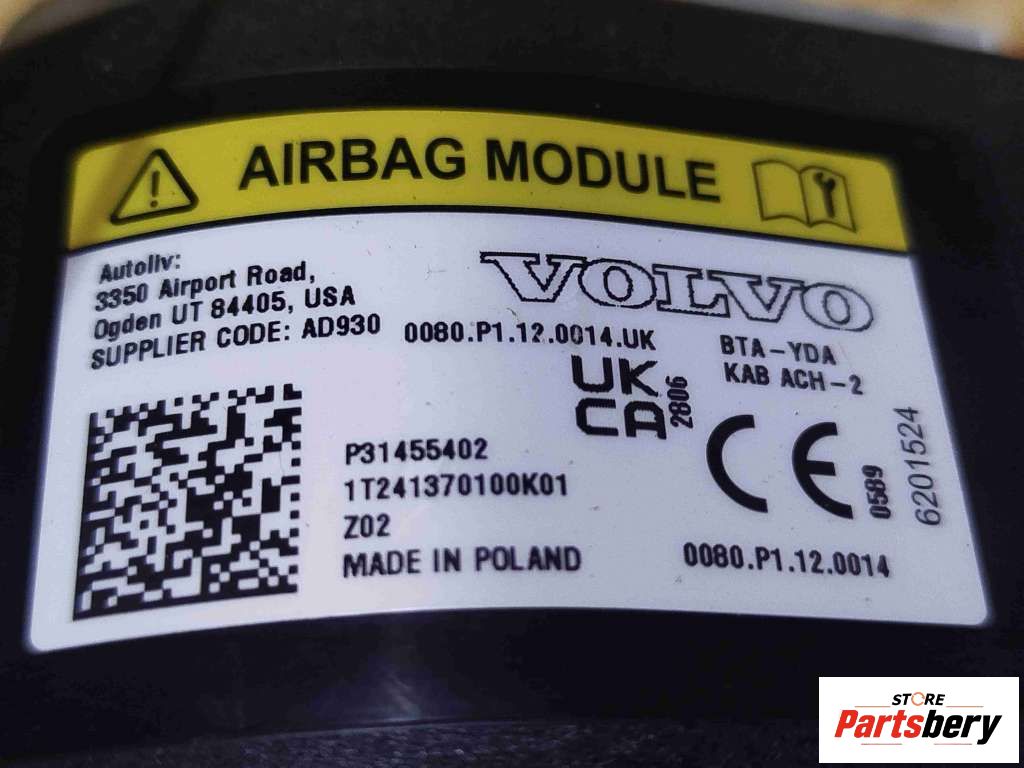 AIRBAG MODULE
Autoliv:
3350 Airport Road,
Ogden UT 84405, USA
SUPPLIER CODE: AD930
VOLVO
0080.P1.12.0014.UK
BTA-YDA
KAB ACH-2
UK
CA
2806
CE
0589
6201524
P31455402
1T241370100K01
Z02
MADE IN POLAND
0080.P1.12.0014
STORE
Partsbery